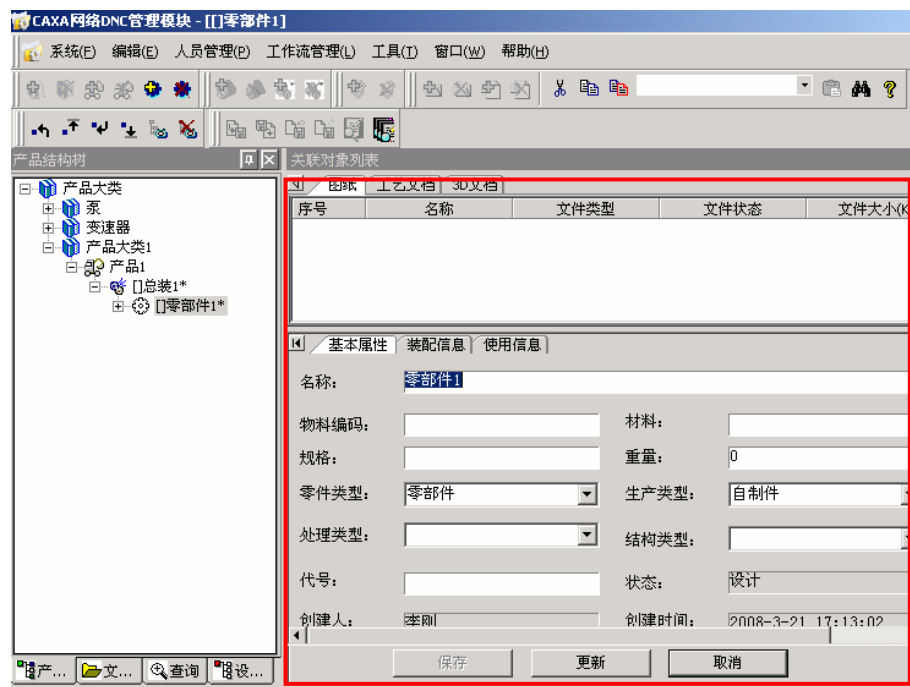 CAXA网络DNC管理模块 - [[]零部件1]
系统(F) 编辑(E) 人员管理(P) 工作流管理(L) 工具(T) 窗口(W) 帮助(H)
产品结构树
关联对象列表
产品大类
泵
变速器
产品大类1
产品1
[]总装1*
[]零部件1*
图纸 工艺文档 3D文档
序号 名称 文件类型 文件状态 文件大小(K
基本属性 装配信息 使用信息
名称: 零部件1
物料编码: 材料:
规格: 重量: 0
零件类型: 零部件 生产类型: 自制件
处理类型: 结构类型:
代号: 状态: 设计
创建人: 李刚 创建时间: 2008-3-21 17:13:02
保存 更新 取消
产... 文... 查询 设...